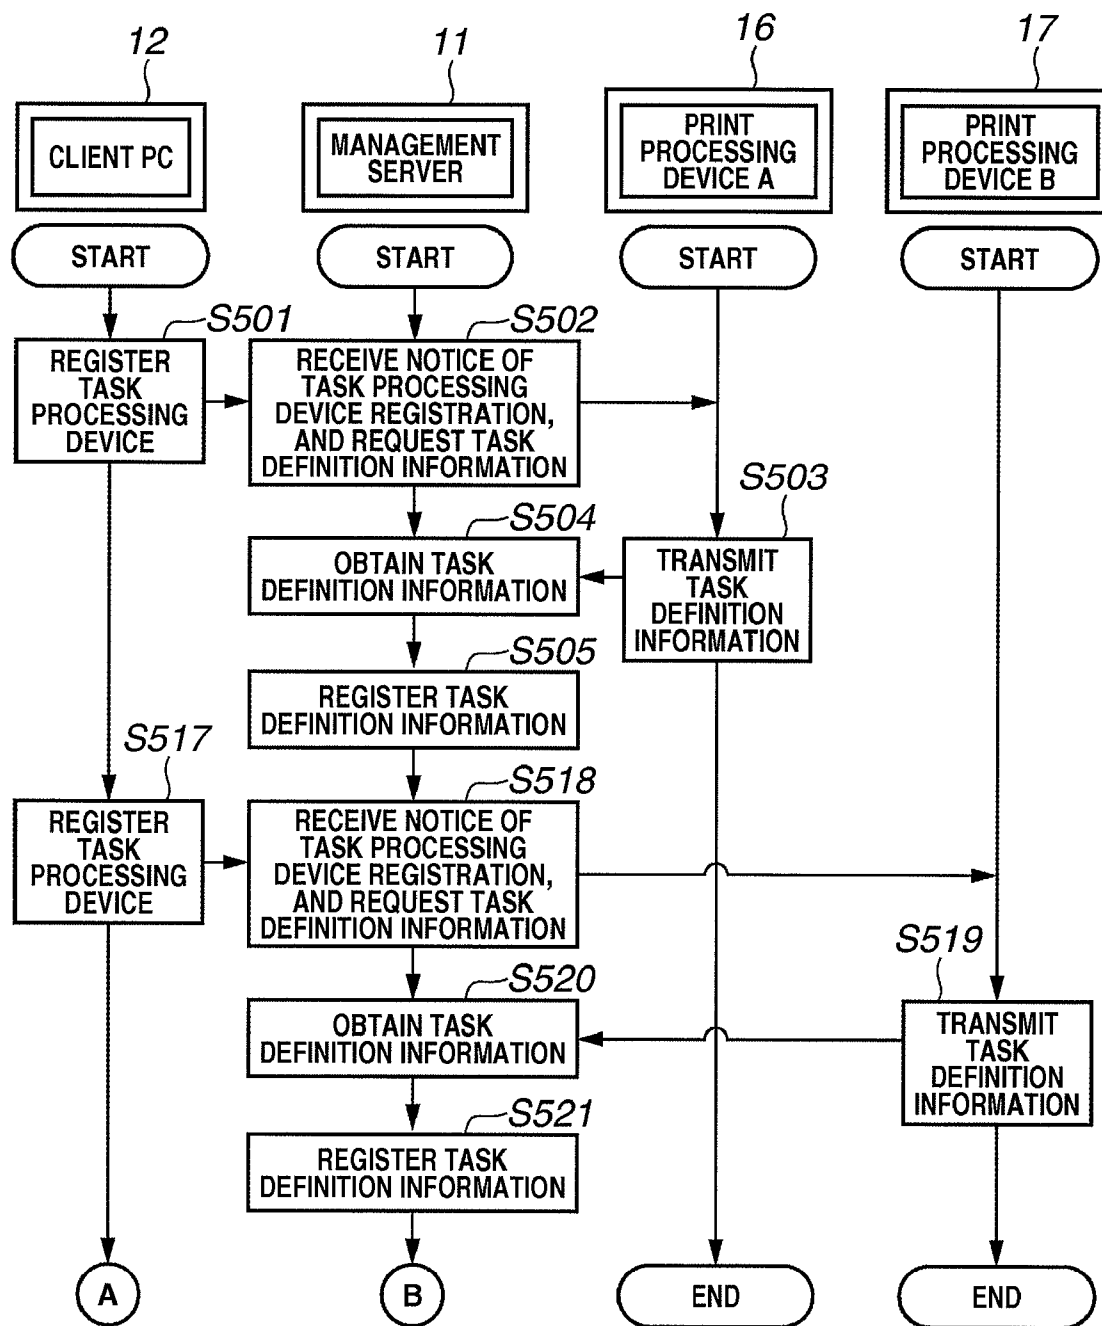 12
11
16
17
CLIENT PC
MANAGEMENT
SERVER
PRINT
PROCESSING
DEVICE A
PRINT
PROCESSING
DEVICE B
START
START
START
START
S501
REGISTER
TASK
PROCESSING
DEVICE
S502
RECEIVE NOTICE OF
TASK PROCESSING
DEVICE REGISTRATION,
AND REQUEST TASK
DEFINITION INFORMATION
S503
TRANSMIT
TASK
DEFINITION
INFORMATION
S504
OBTAIN TASK
DEFINITION INFORMATION
S505
REGISTER TASK
DEFINITION INFORMATION
S517
REGISTER
TASK
PROCESSING
DEVICE
S518
RECEIVE NOTICE OF
TASK PROCESSING
DEVICE REGISTRATION,
AND REQUEST TASK
DEFINITION INFORMATION
S519
TRANSMIT
TASK
DEFINITION
INFORMATION
S520
OBTAIN TASK
DEFINITION INFORMATION
S521
REGISTER TASK
DEFINITION INFORMATION
A
B
END
END